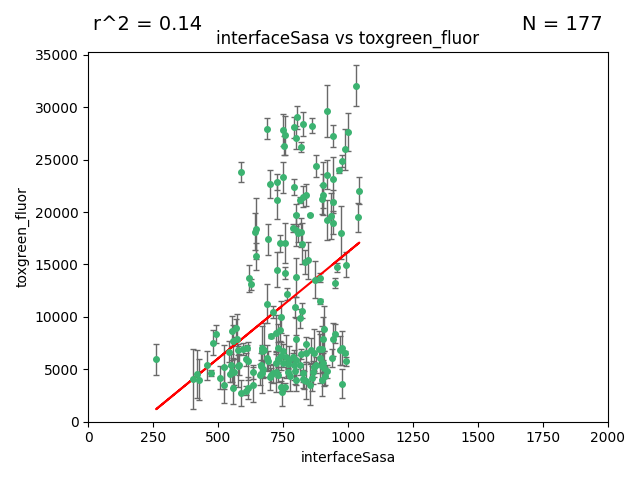 r^2 = 0.14
N = 177
interfaceSasa vs toxgreen_fluor
35000
30000
25000
20000
15000
10000
5000
0
toxgreen_fluor
0 250 500 750 1000 1250 1500 1750 2000
interfaceSasa